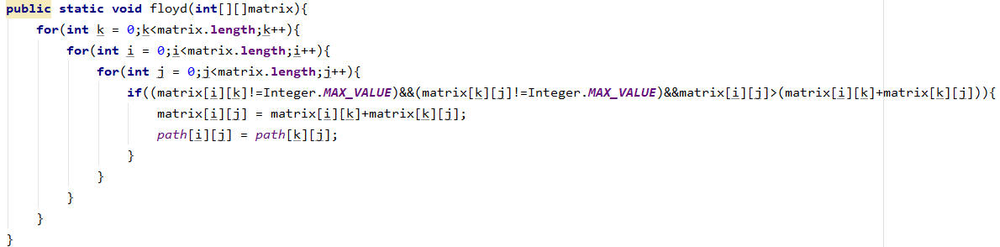 public static void floyd(int[][]matrix){
    for(int k = 0;k<matrix.length;k++){
        for(int i = 0;i<matrix.length;i++){
            for(int j = 0;j<matrix.length;j++){
                if((matrix[i][k]!=Integer.MAX_VALUE)&&(matrix[k][j]!=Integer.MAX_VALUE)&&matrix[i][j]>(matrix[i][k]+matrix[k][j])){
                    matrix[i][j] = matrix[i][k]+matrix[k][j];
                    path[i][j] = path[k][j];
                }
            }
        }
    }
}